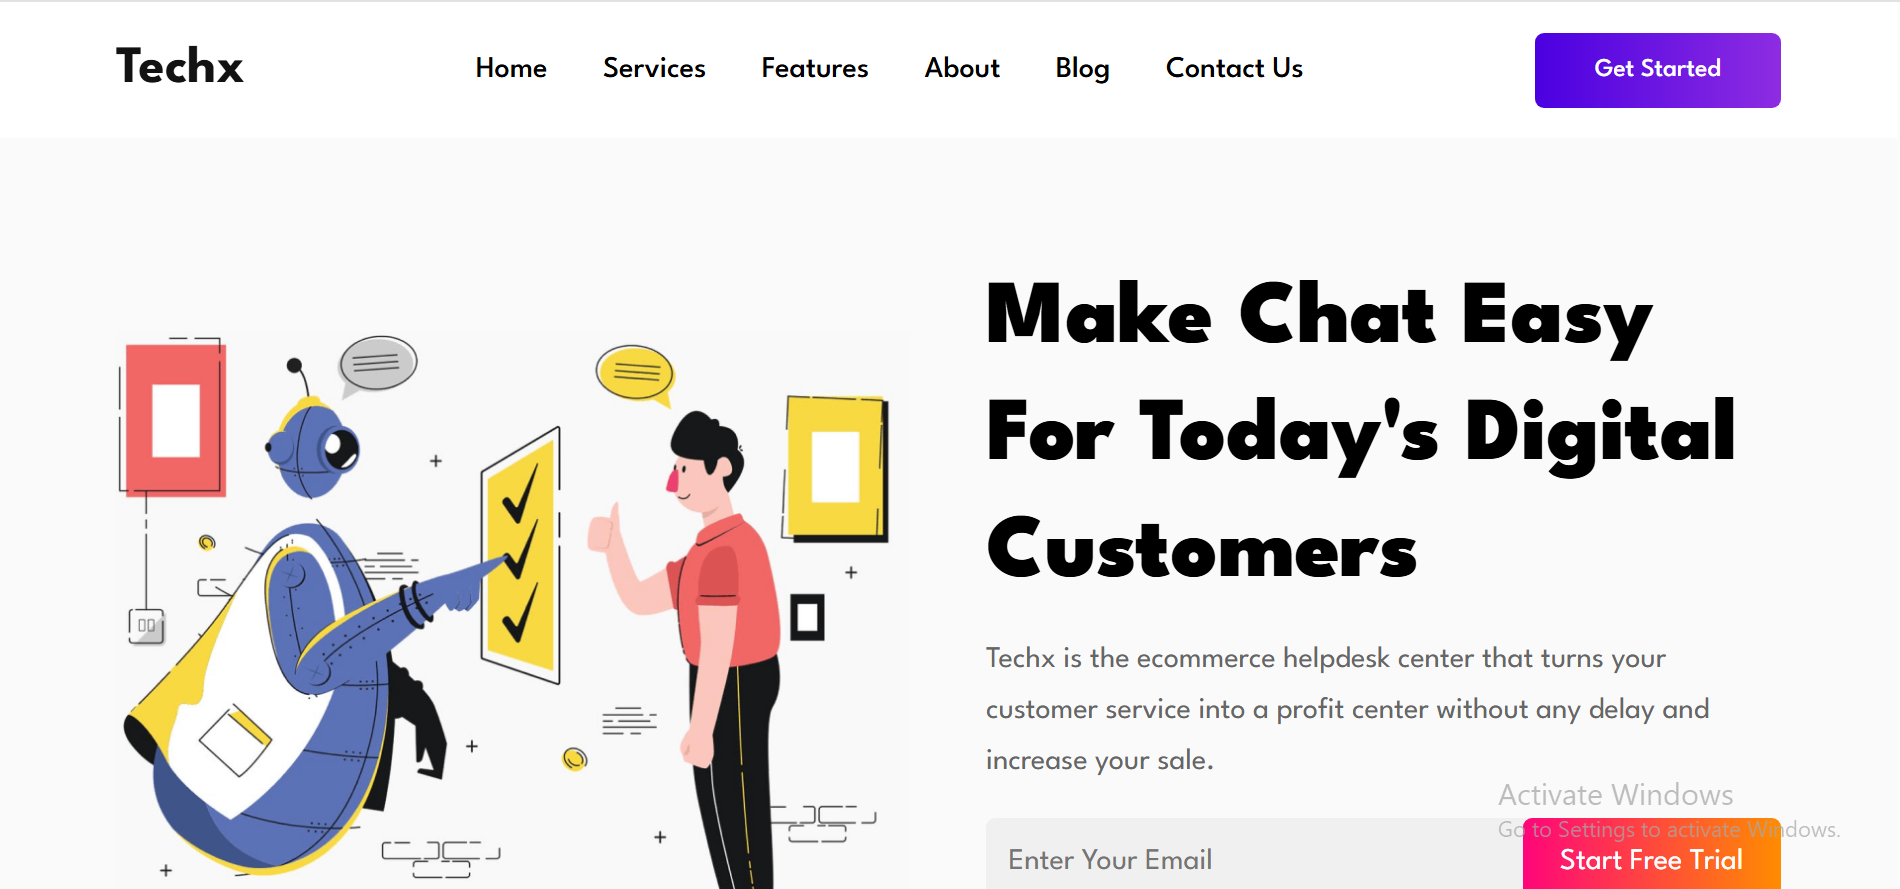 Techx
Home
Services
Features
About
Blog
Contact Us
Get Started
Make Chat Easy
For Today's Digital
Customers
Techx is the ecommerce helpdesk center that turns your
customer service into a profit center without any delay and
increase your sale.
Activate Windows
Go to Settings to activate Windows.
Enter Your Email
Start Free Trial